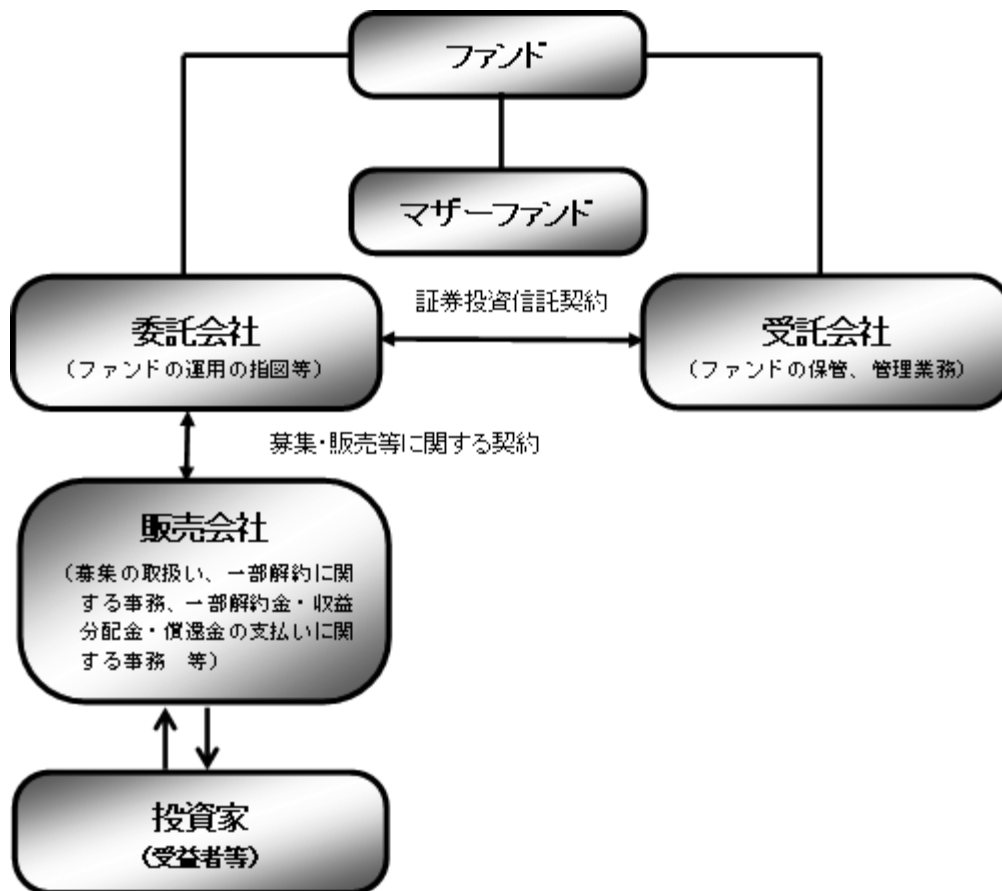 ファンド
マザーファンド
証券投資信託契約
委託会社
（ファンドの運用の指図等）
受託会社
（ファンドの保管、管理業務）
募集・販売等に関する契約
販売会社
（募集の取扱い、一部解約に関
する事務、一部解約金・収益
分配金・償還金の支払いに関
する事務　等）
投資家
（受益者等）